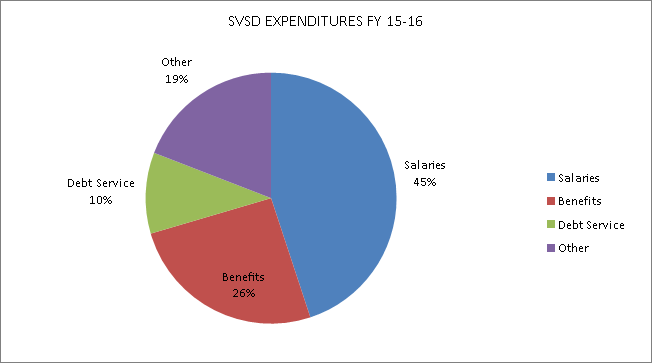 SVSD EXPENDITURES FY 15-16
Other
19%
Salaries
45%
Debt Service
10%
Benefits
26%
Salaries
Benefits
Debt Service
Other